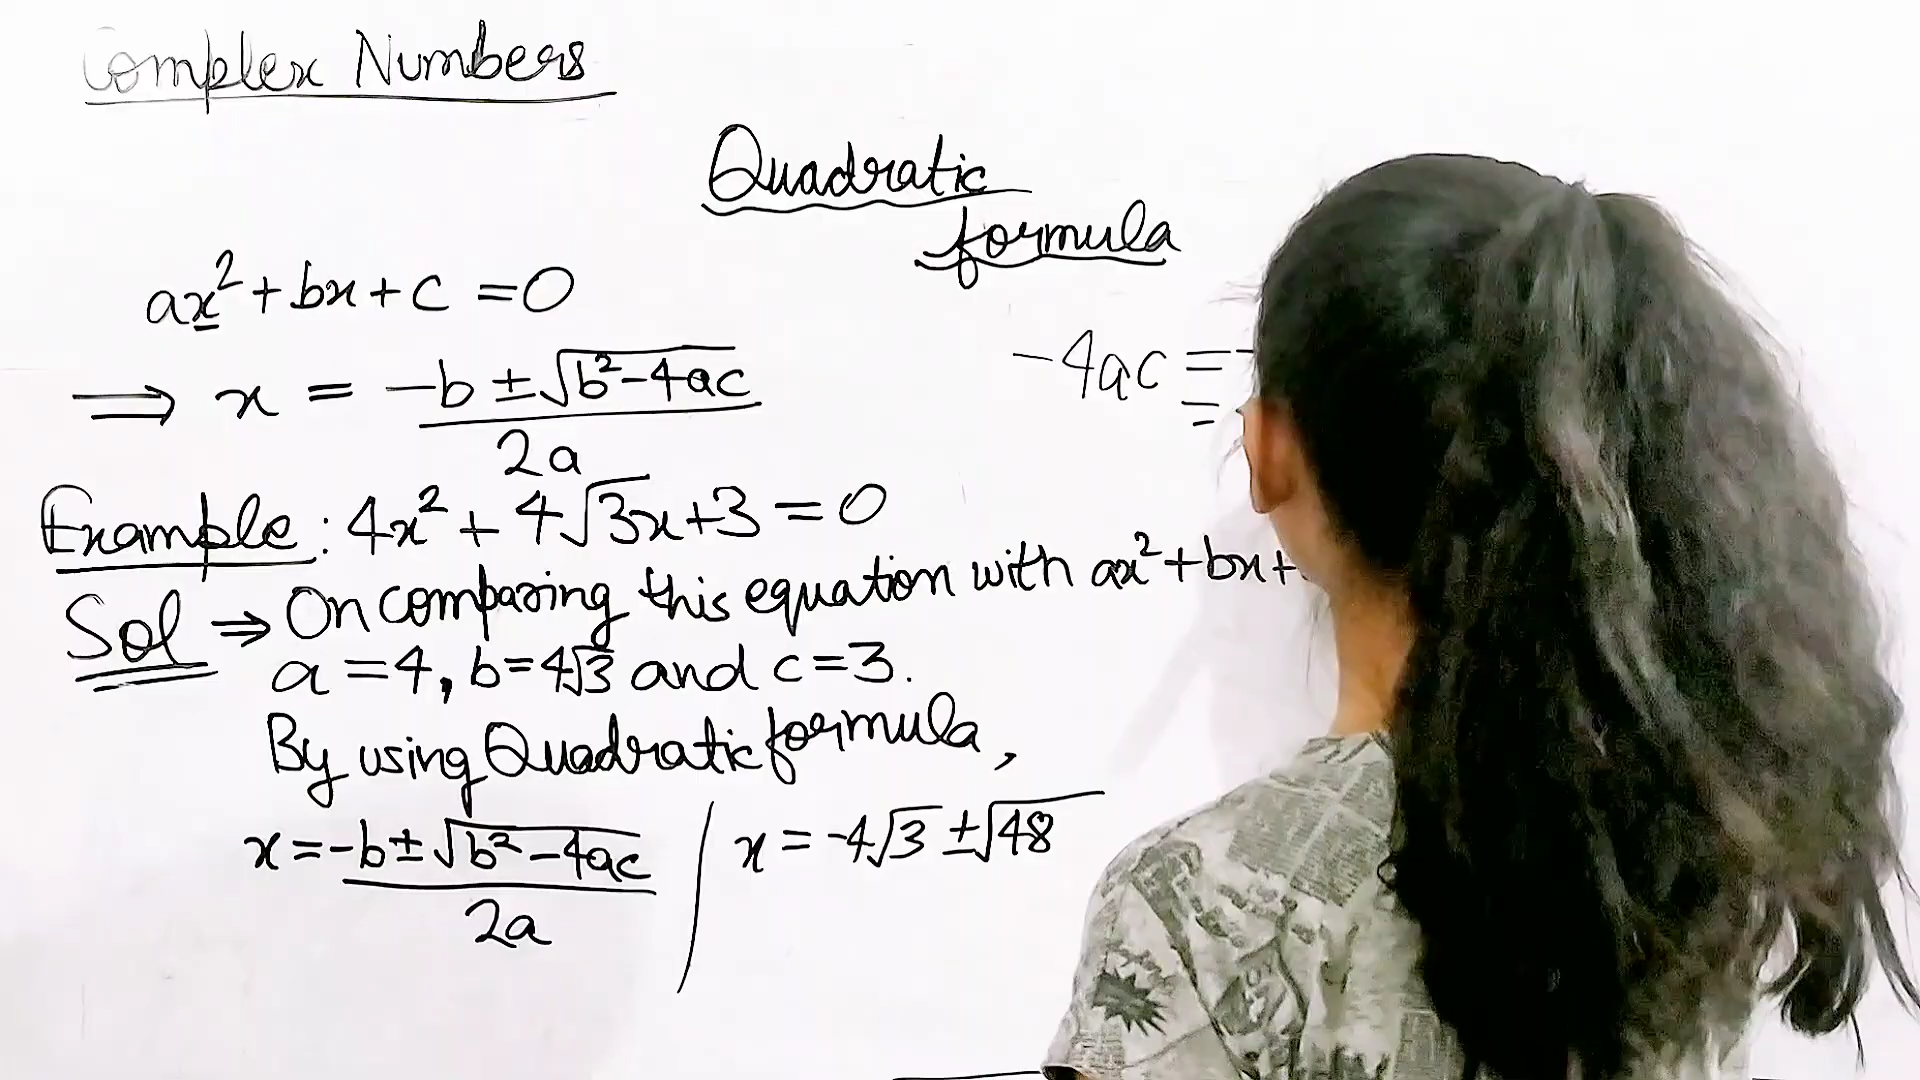 Complex Numbers
Quadratic
formula
ax²+bx+c =0
-4ac =
⟹ x = -b ± √b²-4ac
2a
Example : 4x² + 4√3x+3 = 0
Sol ⇒ On comparing this equation with ax²+bx+
a =4, b=4√3 and c=3.
By using Quadratic formula,
x=-b±√b²-4ac
2a
x = -4√3 ±√48